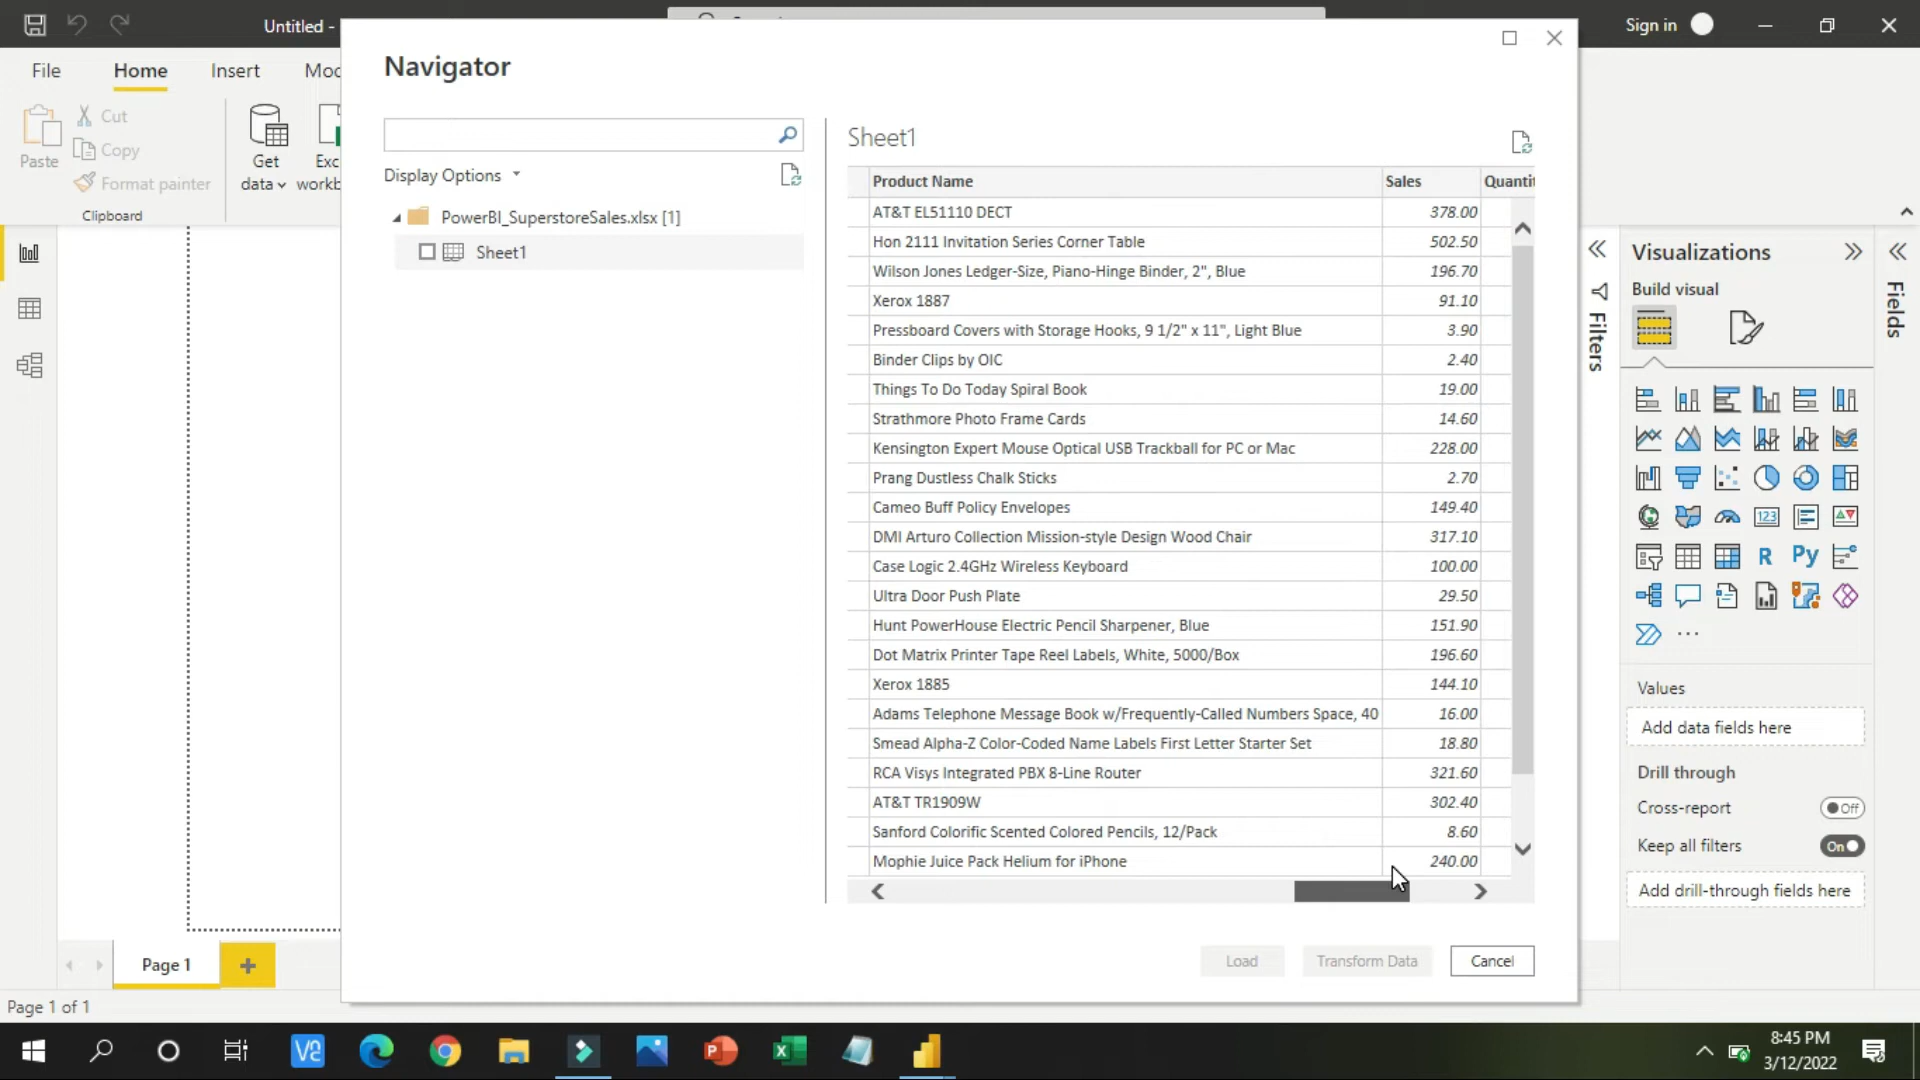 Untitled -
Sign in
File
Home
Insert
Mod
Paste
Cut
Copy
Format painter
Clipboard
Get
data
Exc
workb
Navigator
Display Options
PowerBI_SuperstoreSales.xlsx [1]
Sheet1
Sheet1
Product Name Sales Quantit
AT&T EL51110 DECT 378.00
Hon 2111 Invitation Series Corner Table 502.50
Wilson Jones Ledger-Size, Piano-Hinge Binder, 2", Blue 196.70
Xerox 1887 91.10
Pressboard Covers with Storage Hooks, 9 1/2" x 11", Light Blue 3.90
Binder Clips by OIC 2.40
Things To Do Today Spiral Book 19.00
Strathmore Photo Frame Cards 14.60
Kensington Expert Mouse Optical USB Trackball for PC or Mac 228.00
Prang Dustless Chalk Sticks 2.70
Cameo Buff Policy Envelopes 149.40
DMI Arturo Collection Mission-style Design Wood Chair 317.10
Case Logic 2.4GHz Wireless Keyboard 100.00
Ultra Door Push Plate 29.50
Hunt PowerHouse Electric Pencil Sharpener, Blue 151.90
Dot Matrix Printer Tape Reel Labels, White, 5000/Box 196.60
Xerox 1885 144.10
Adams Telephone Message Book w/Frequently-Called Numbers Space, 40 16.00
Smead Alpha-Z Color-Coded Name Labels First Letter Starter Set 18.80
RCA Visys Integrated PBX 8-Line Router 321.60
AT&T TR1909W 302.40
Sanford Colorific Scented Colored Pencils, 12/Pack 8.60
Mophie Juice Pack Helium for iPhone 240.00
Load
Transform Data
Cancel
Filters
Visualizations
Build visual
123
R
Py
Values
Add data fields here
Drill through
Cross-report
Off
Keep all filters
On
Add drill-through fields here
Fields
Page 1
Page 1 of 1
8:45 PM
3/12/2022